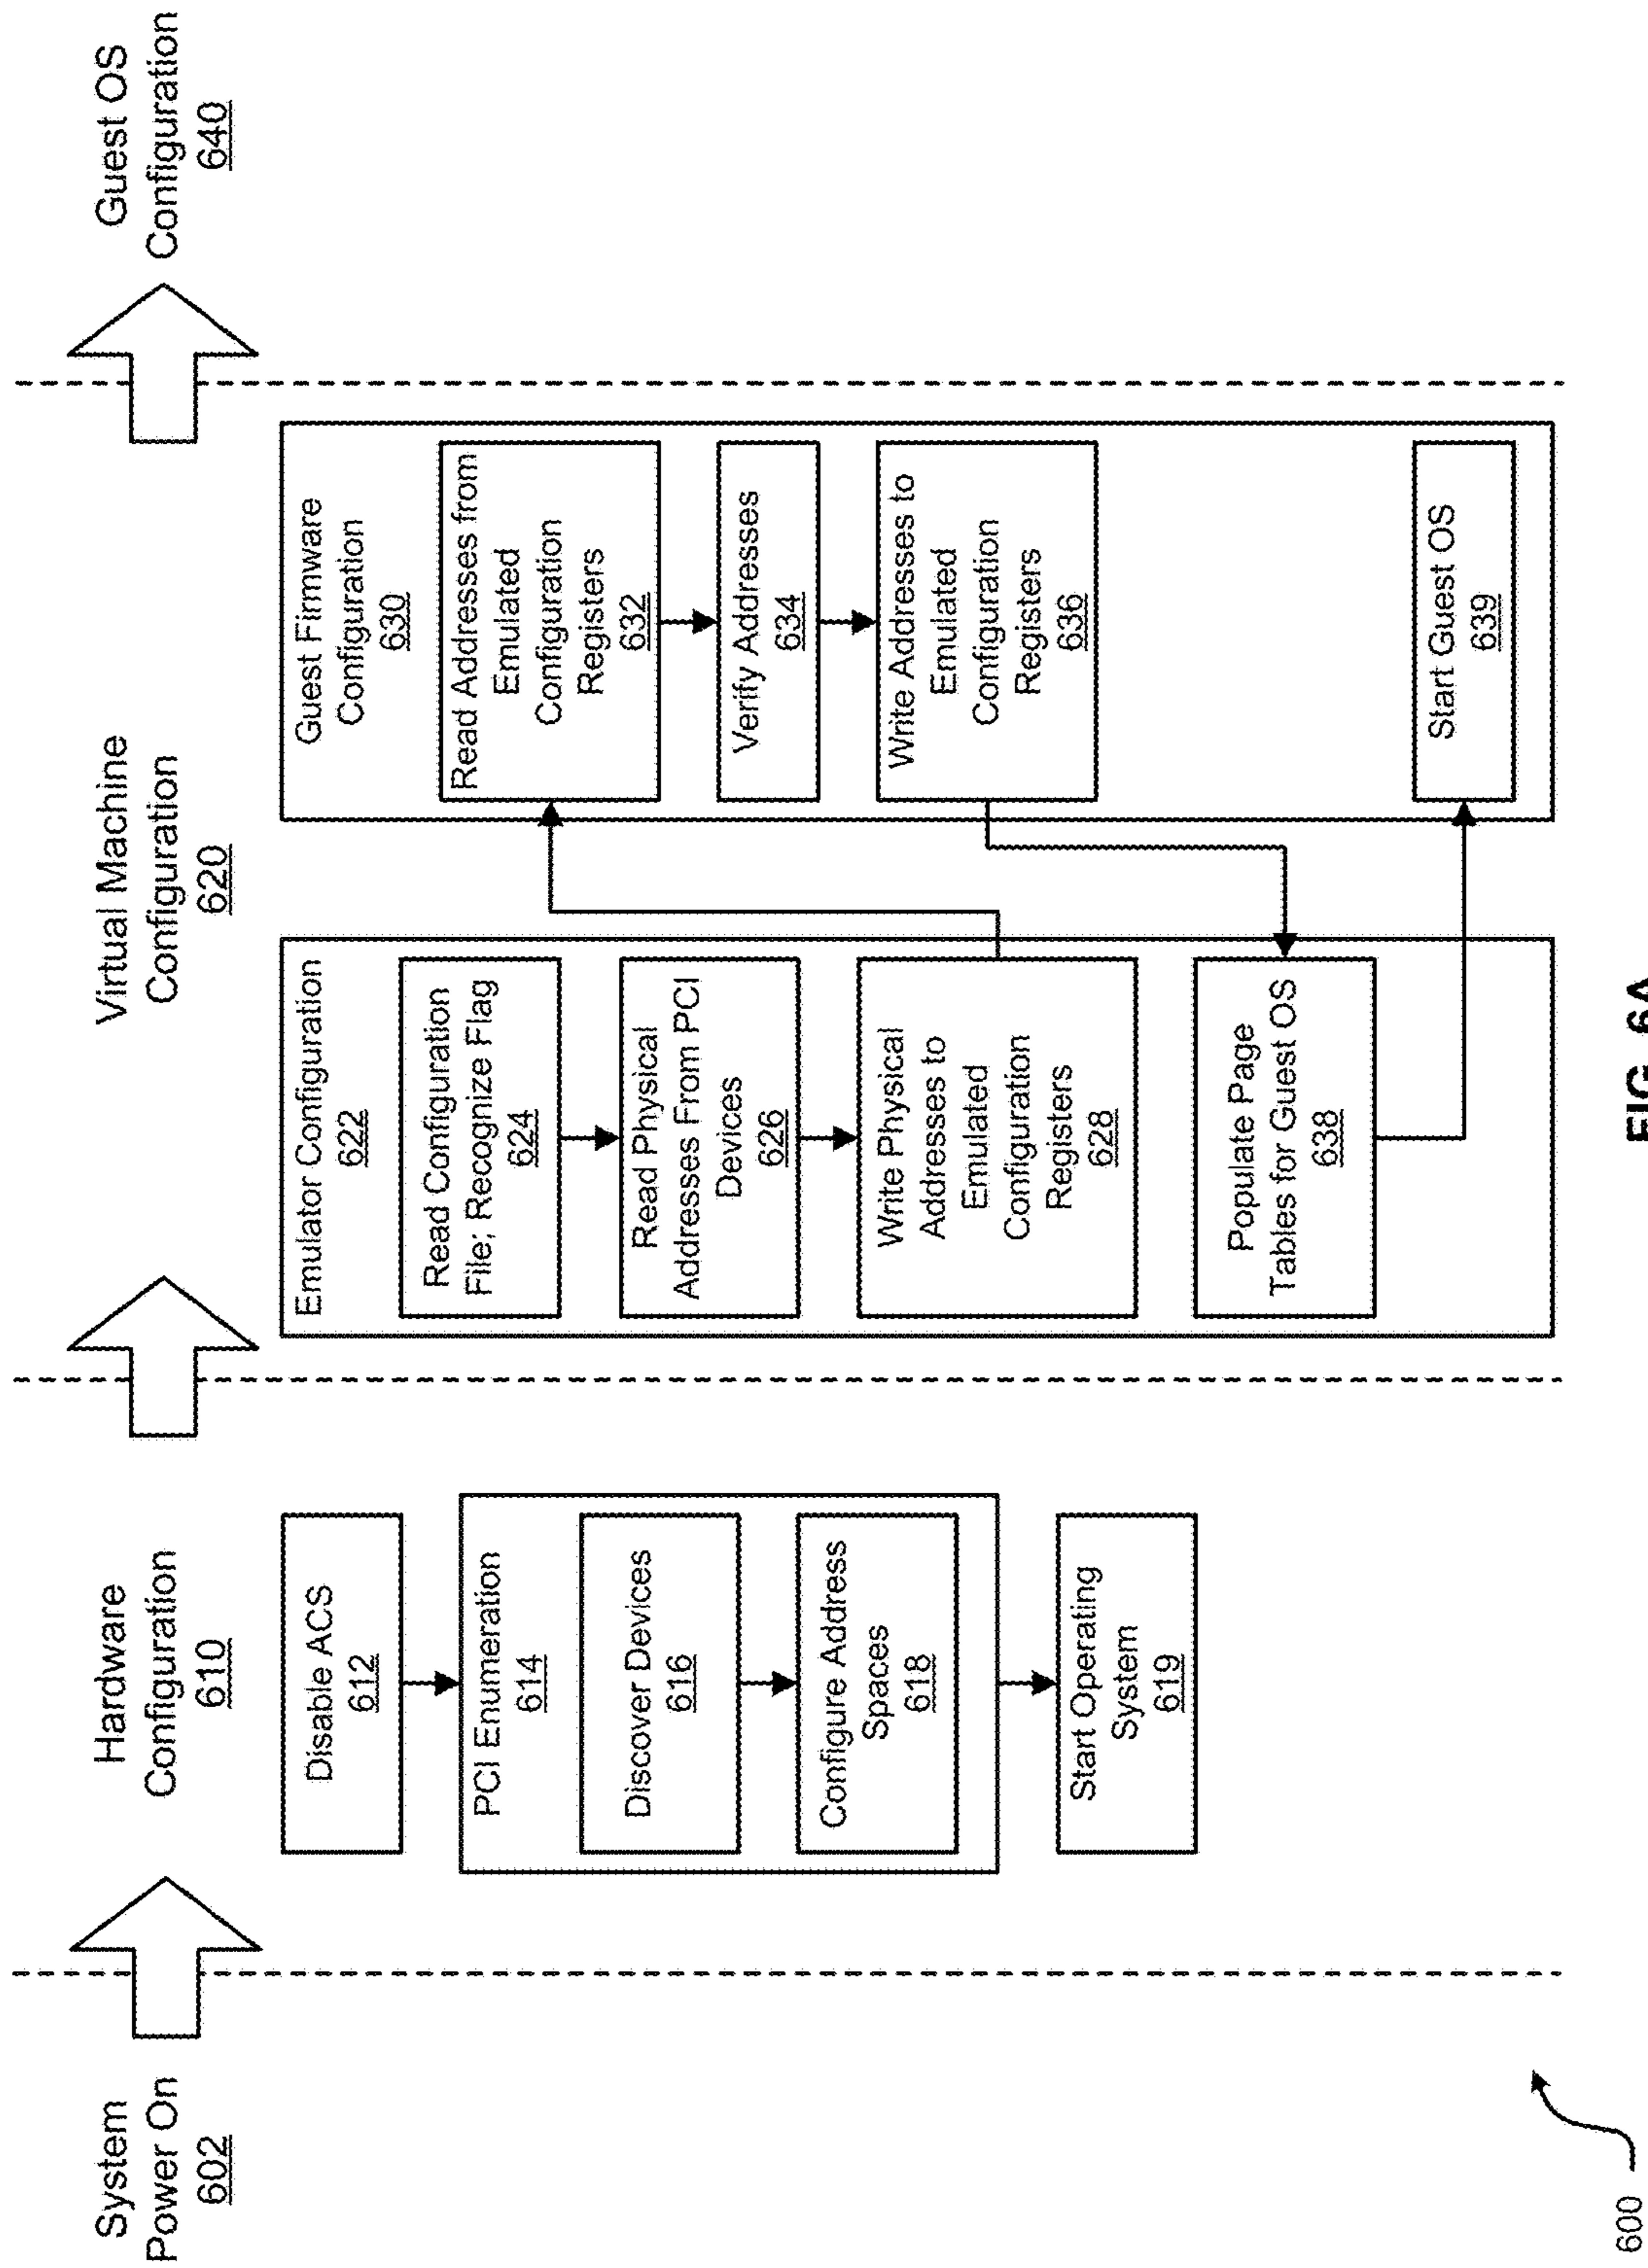 System
Power On
602
Hardware
Configuration
610
Disable ACS
612
PCI Enumeration
614
Discover Devices
616
Configure Address
Spaces
618
Start Operating
System
619
Virtual Machine
Configuration
620
Emulator Configuration
622
Read Configuration
File; Recognize Flag
624
Read Physical
Addresses From PCI
Devices
626
Write Physical
Addresses to
Emulated
Configuration
Registers
628
Populate Page
Tables for Guest OS
638
Guest Firmware
Configuration
630
Read Addresses from
Emulated
Configuration
Registers
632
Verify Addresses
634
Write Addresses to
Emulated
Configuration
Registers
636
Start Guest OS
639
Guest OS
Configuration
640
600
FIG. 6A